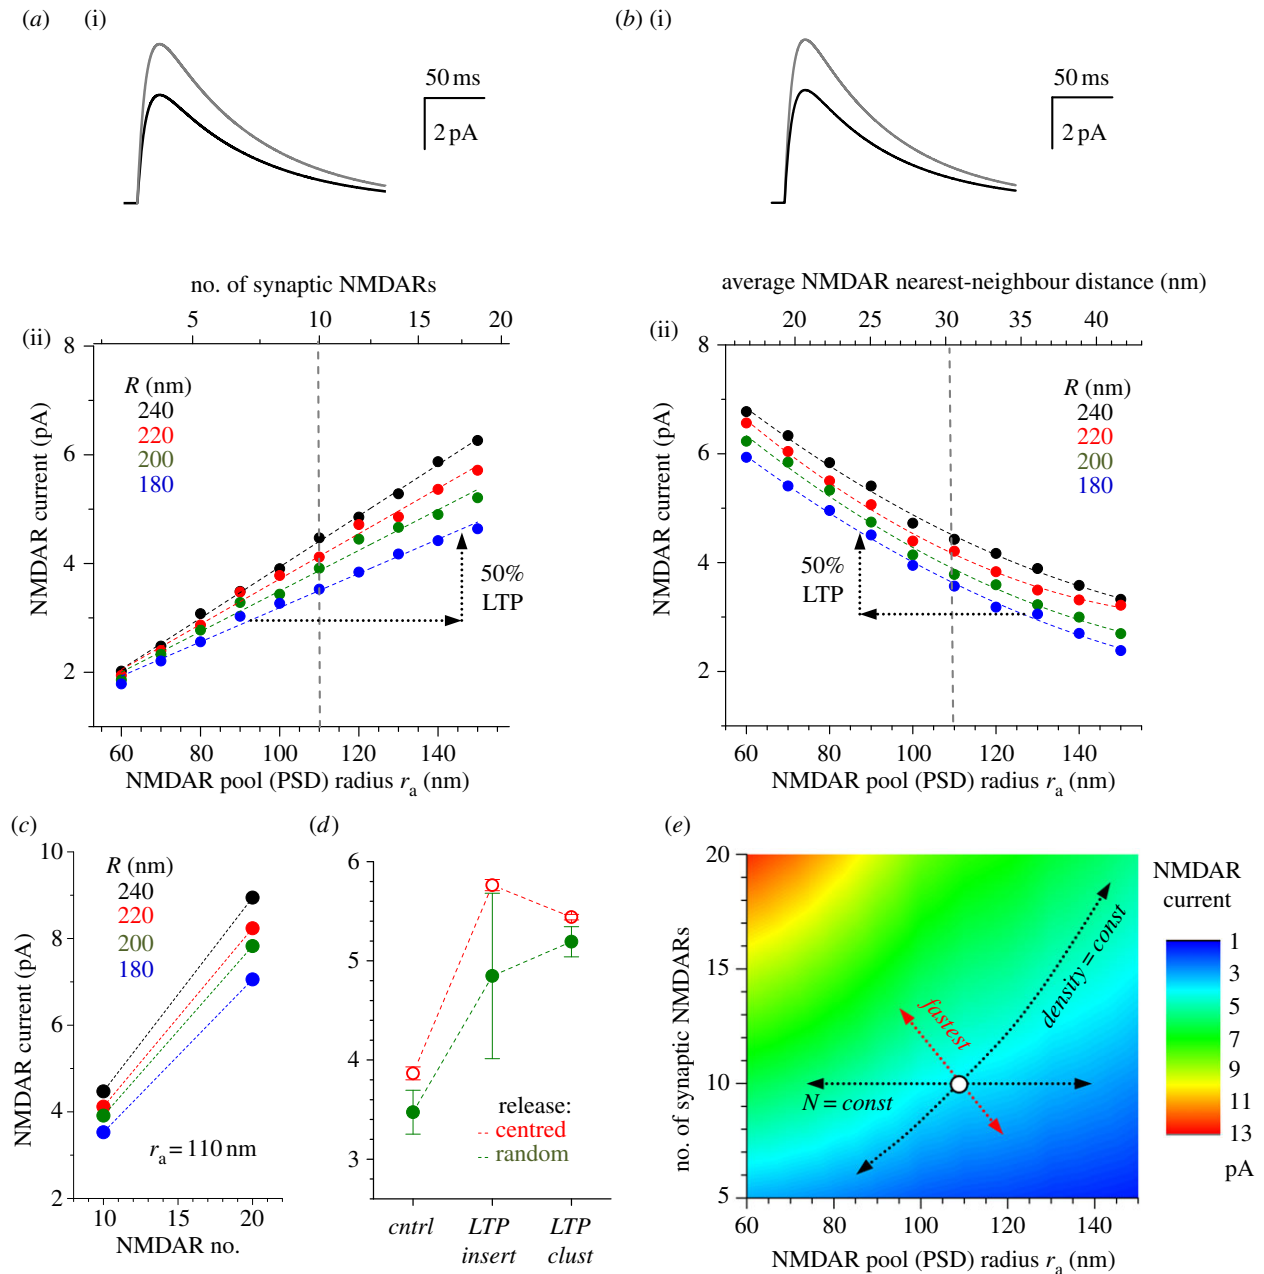 (a) (i)
50 ms
2 pA
(b) (i)
50 ms
2 pA
no. of synaptic NMDARs
5 10 15 20
(ii)
8
6
4
2
NMDAR current (pA)
R (nm)
240
220
200
180
50%
LTP
60 80 100 120 140
NMDAR pool (PSD) radius ra (nm)
average NMDAR nearest-neighbour distance (nm)
20 25 30 35 40
(ii)
8
6
4
2
NMDAR current (pA)
R (nm)
240
220
200
180
50%
LTP
60 80 100 120 140
NMDAR pool (PSD) radius ra (nm)
(c)
10
8
6
4
2
NMDAR current (pA)
R (nm)
240
220
200
180
ra = 110 nm
10 15 20
NMDAR no.
(d)
6
5
4
3
release:
centred
random
cntrl LTP LTP
insert clust
(e)
20
15
10
5
no. of synaptic NMDARs
fastest
density = const
N = const
60 80 100 120 140
NMDAR pool (PSD) radius ra (nm)
NMDAR
current
1
3
5
7
9
11
13
pA